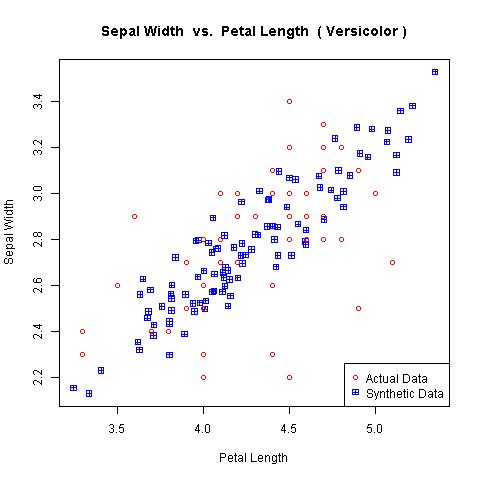 Sepal Width vs. Petal Length ( Versicolor )
Sepal Width
3.4
3.2
3.0
2.8
2.6
2.4
2.2
Actual Data
Synthetic Data
3.5 4.0 4.5 5.0
Petal Length